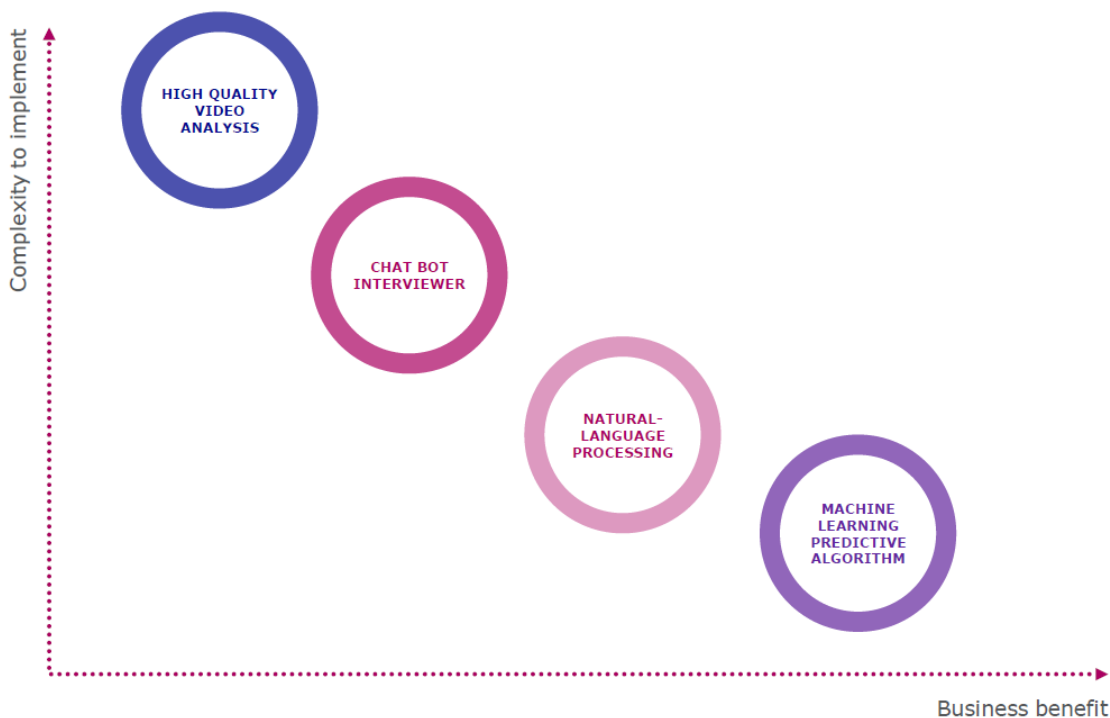 Complexity to implement
HIGH QUALITY
VIDEO
ANALYSIS
CHAT BOT
INTERVIEWER
NATURAL-
LANGUAGE
PROCESSING
MACHINE
LEARNING
PREDICTIVE
ALGORITHM
Business benefit